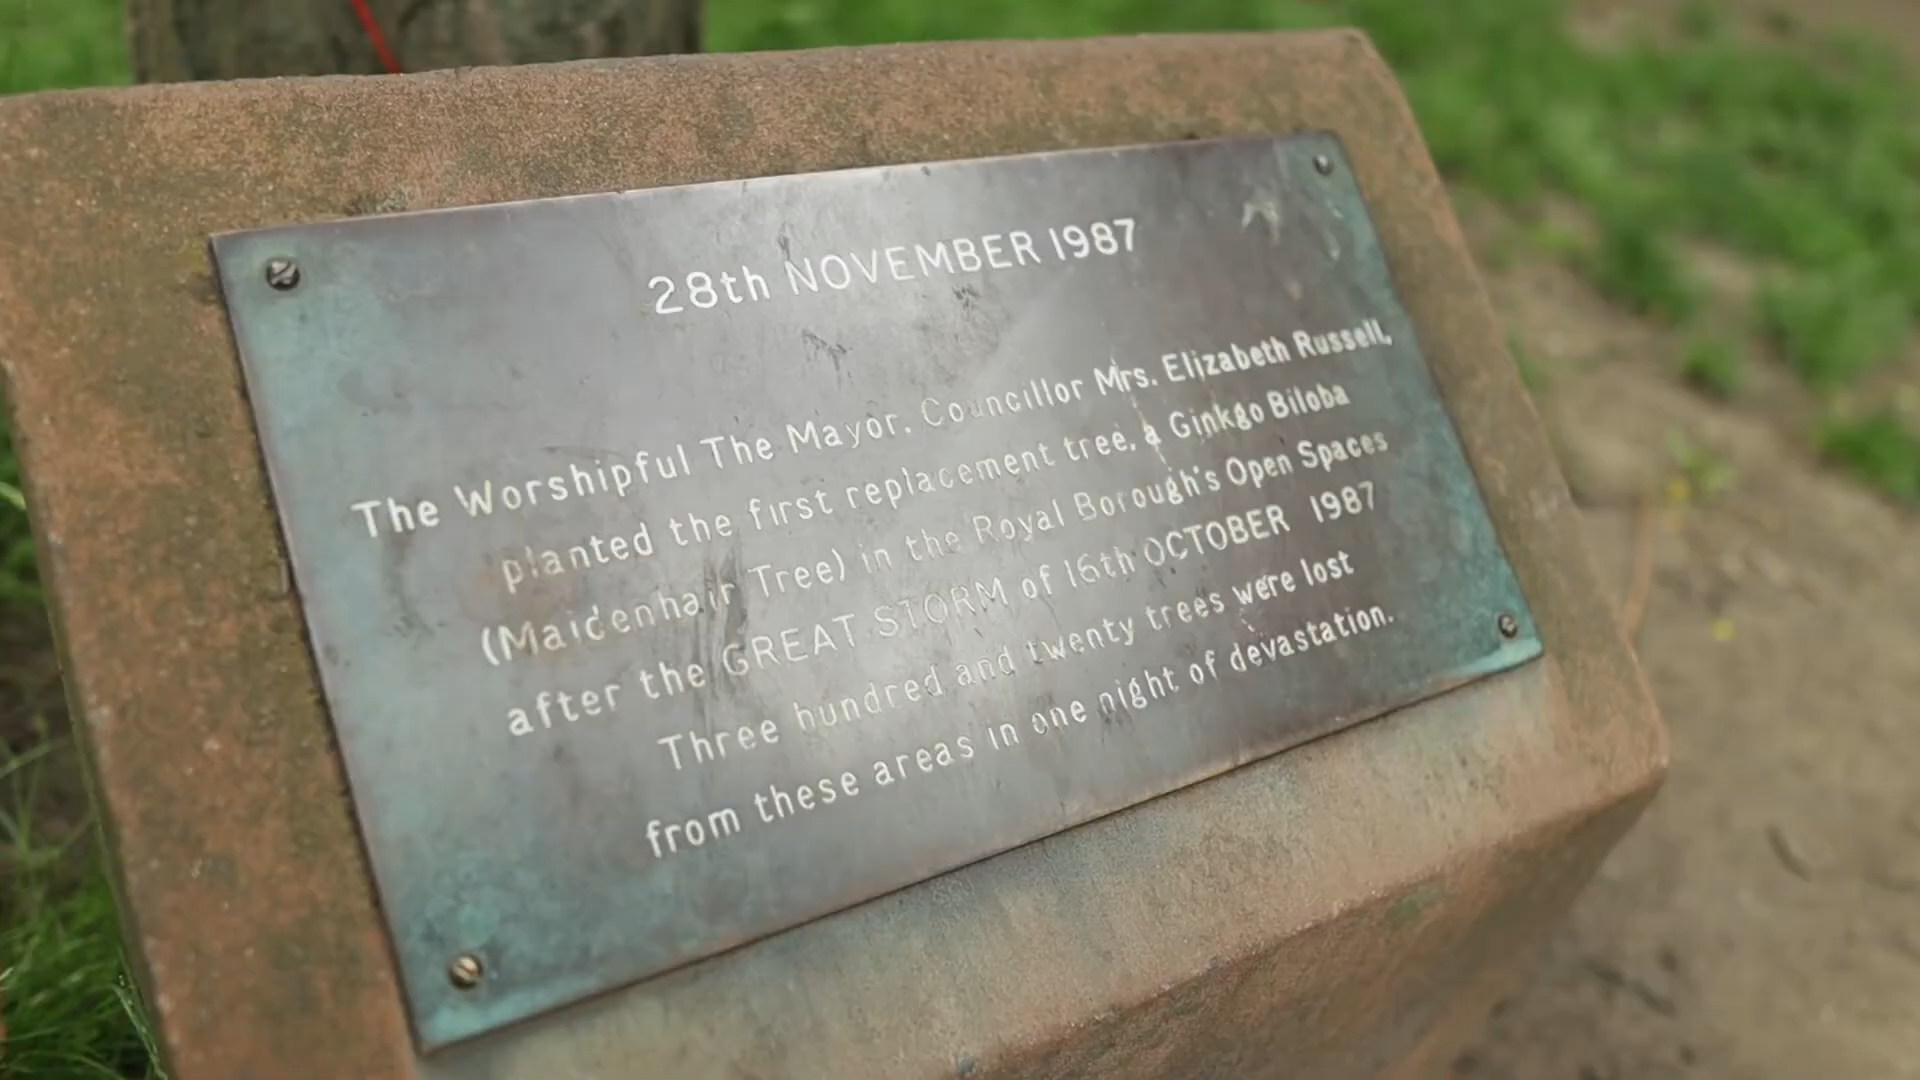 28th NOVEMBER 1987
The Worshipful The Mayor, Councillor Mrs. Elizabeth Russell,
planted the first replacement tree, a Ginkgo Biloba
(Maidenhair Tree) in the Royal Borough's Open Spaces
after the GREAT STORM of 16th OCTOBER 1987
Three hundred and twenty trees were lost
from these areas in one night of devastation.